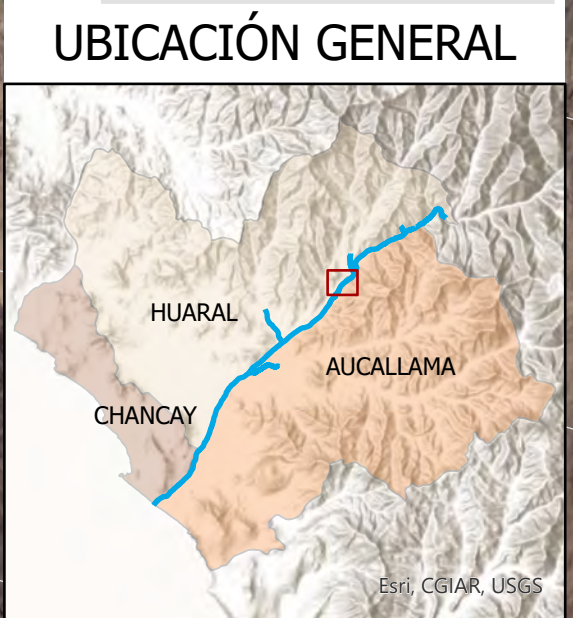 UBICACIÓN GENERAL
HUARAL
AUCALLAMA
CHANCAY
Esri, CGIAR, USGS